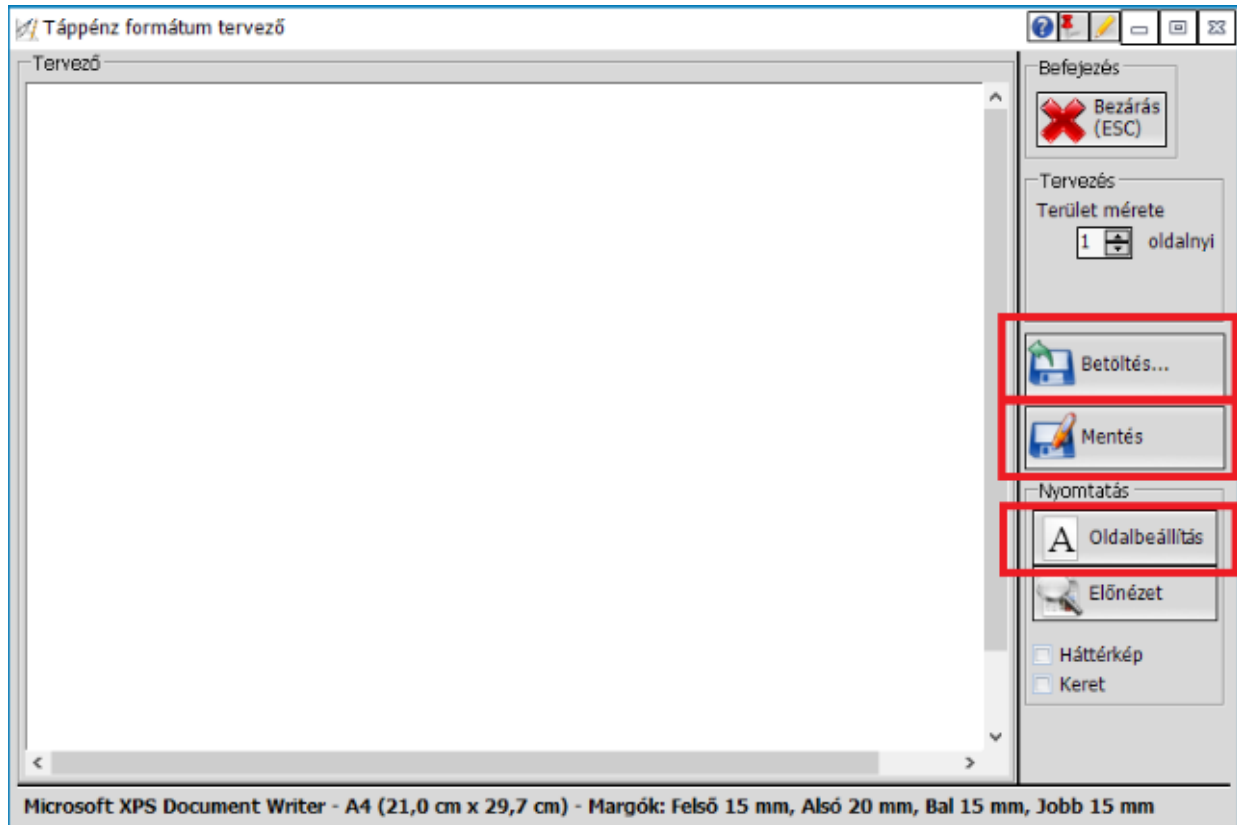 Táppénz formátum tervező
Tervező
Befejezés
Bezárás
(ESC)
Tervezés
Terület mérete
1 oldalnyi
Betöltés...
Mentés
Nyomtatás
A Oldalbeállítás
Előnézet
Háttérkép
Keret
Microsoft XPS Document Writer - A4 (21,0 cm x 29,7 cm) - Margók: Felső 15 mm, Alsó 20 mm, Bal 15 mm, Jobb 15 mm